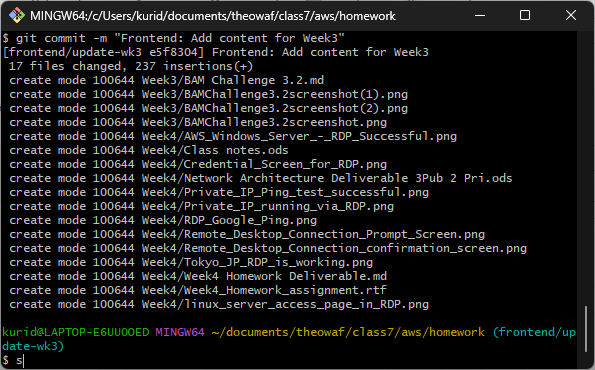 MINGW64:/c/Users/kurid/documents/theowaf/class7/aws/homework
$ git commit -m "Frontend: Add content for Week3"
[frontend/update-wk3 e5f8304] Frontend: Add content for Week3
17 files changed, 237 insertions(+)
create mode 100644 Week3/BAM Challenge 3.2.md
create mode 100644 Week3/BAMChallenge3.2screenshot(1).png
create mode 100644 Week3/BAMChallenge3.2screenshot(2).png
create mode 100644 Week3/BAMChallenge3.2screenshot.png
create mode 100644 Week4/AWS_Windows_Server_-_RDP_Successful.png
create mode 100644 Week4/Class notes.ods
create mode 100644 Week4/Credential_Screen_for_RDP.png
create mode 100644 Week4/Network Architecture Deliverable 3Pub 2 Pri.ods
create mode 100644 Week4/Private_IP_Ping_test_successful.png
create mode 100644 Week4/Private_IP_running_via_RDP.png
create mode 100644 Week4/RDP_Google_Ping.png
create mode 100644 Week4/Remote_Desktop_Connection_Prompt_Screen.png
create mode 100644 Week4/Remote_Desktop_Connection_confirmation_screen.png
create mode 100644 Week4/Tokyo_JP_RDP_is_working.png
create mode 100644 Week4/Week4 Homework Deliverable.md
create mode 100644 Week4/Week4_Homework_assignment.rtf
create mode 100644 Week4/linux_server_access_page_in_RDP.png
kurid@LAPTOP-E6UUOOED MINGW64 ~/documents/theowaf/class7/aws/homework (frontend/up
date-wk3)
$ s